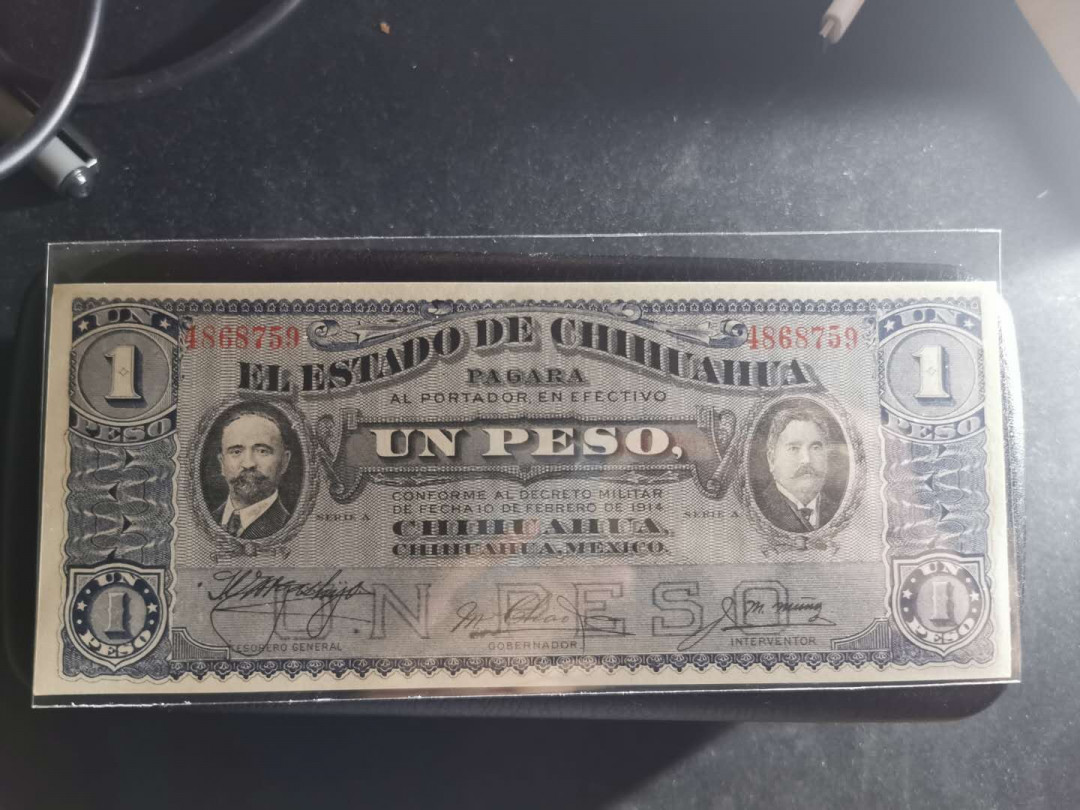 UN
1
PESO
4868759
EL ESTADO DE CHIHUAHUA
4868759
UN
1
PESO
PAGARA
AL PORTADOR, EN EFECTIVO
UN PESO,
CONFORME AL DECRETO MILITAR
DE FECHA 10 DE FEBRERO DE 1914
SERIE A
CHIHUAHUA,
SERIE A
CHIHUAHUA, MEXICO.
UN PESO
UN
1
PESO
TESORERO GENERAL
GOBERNADOR
INTERVENTOR
UN
1
PESO